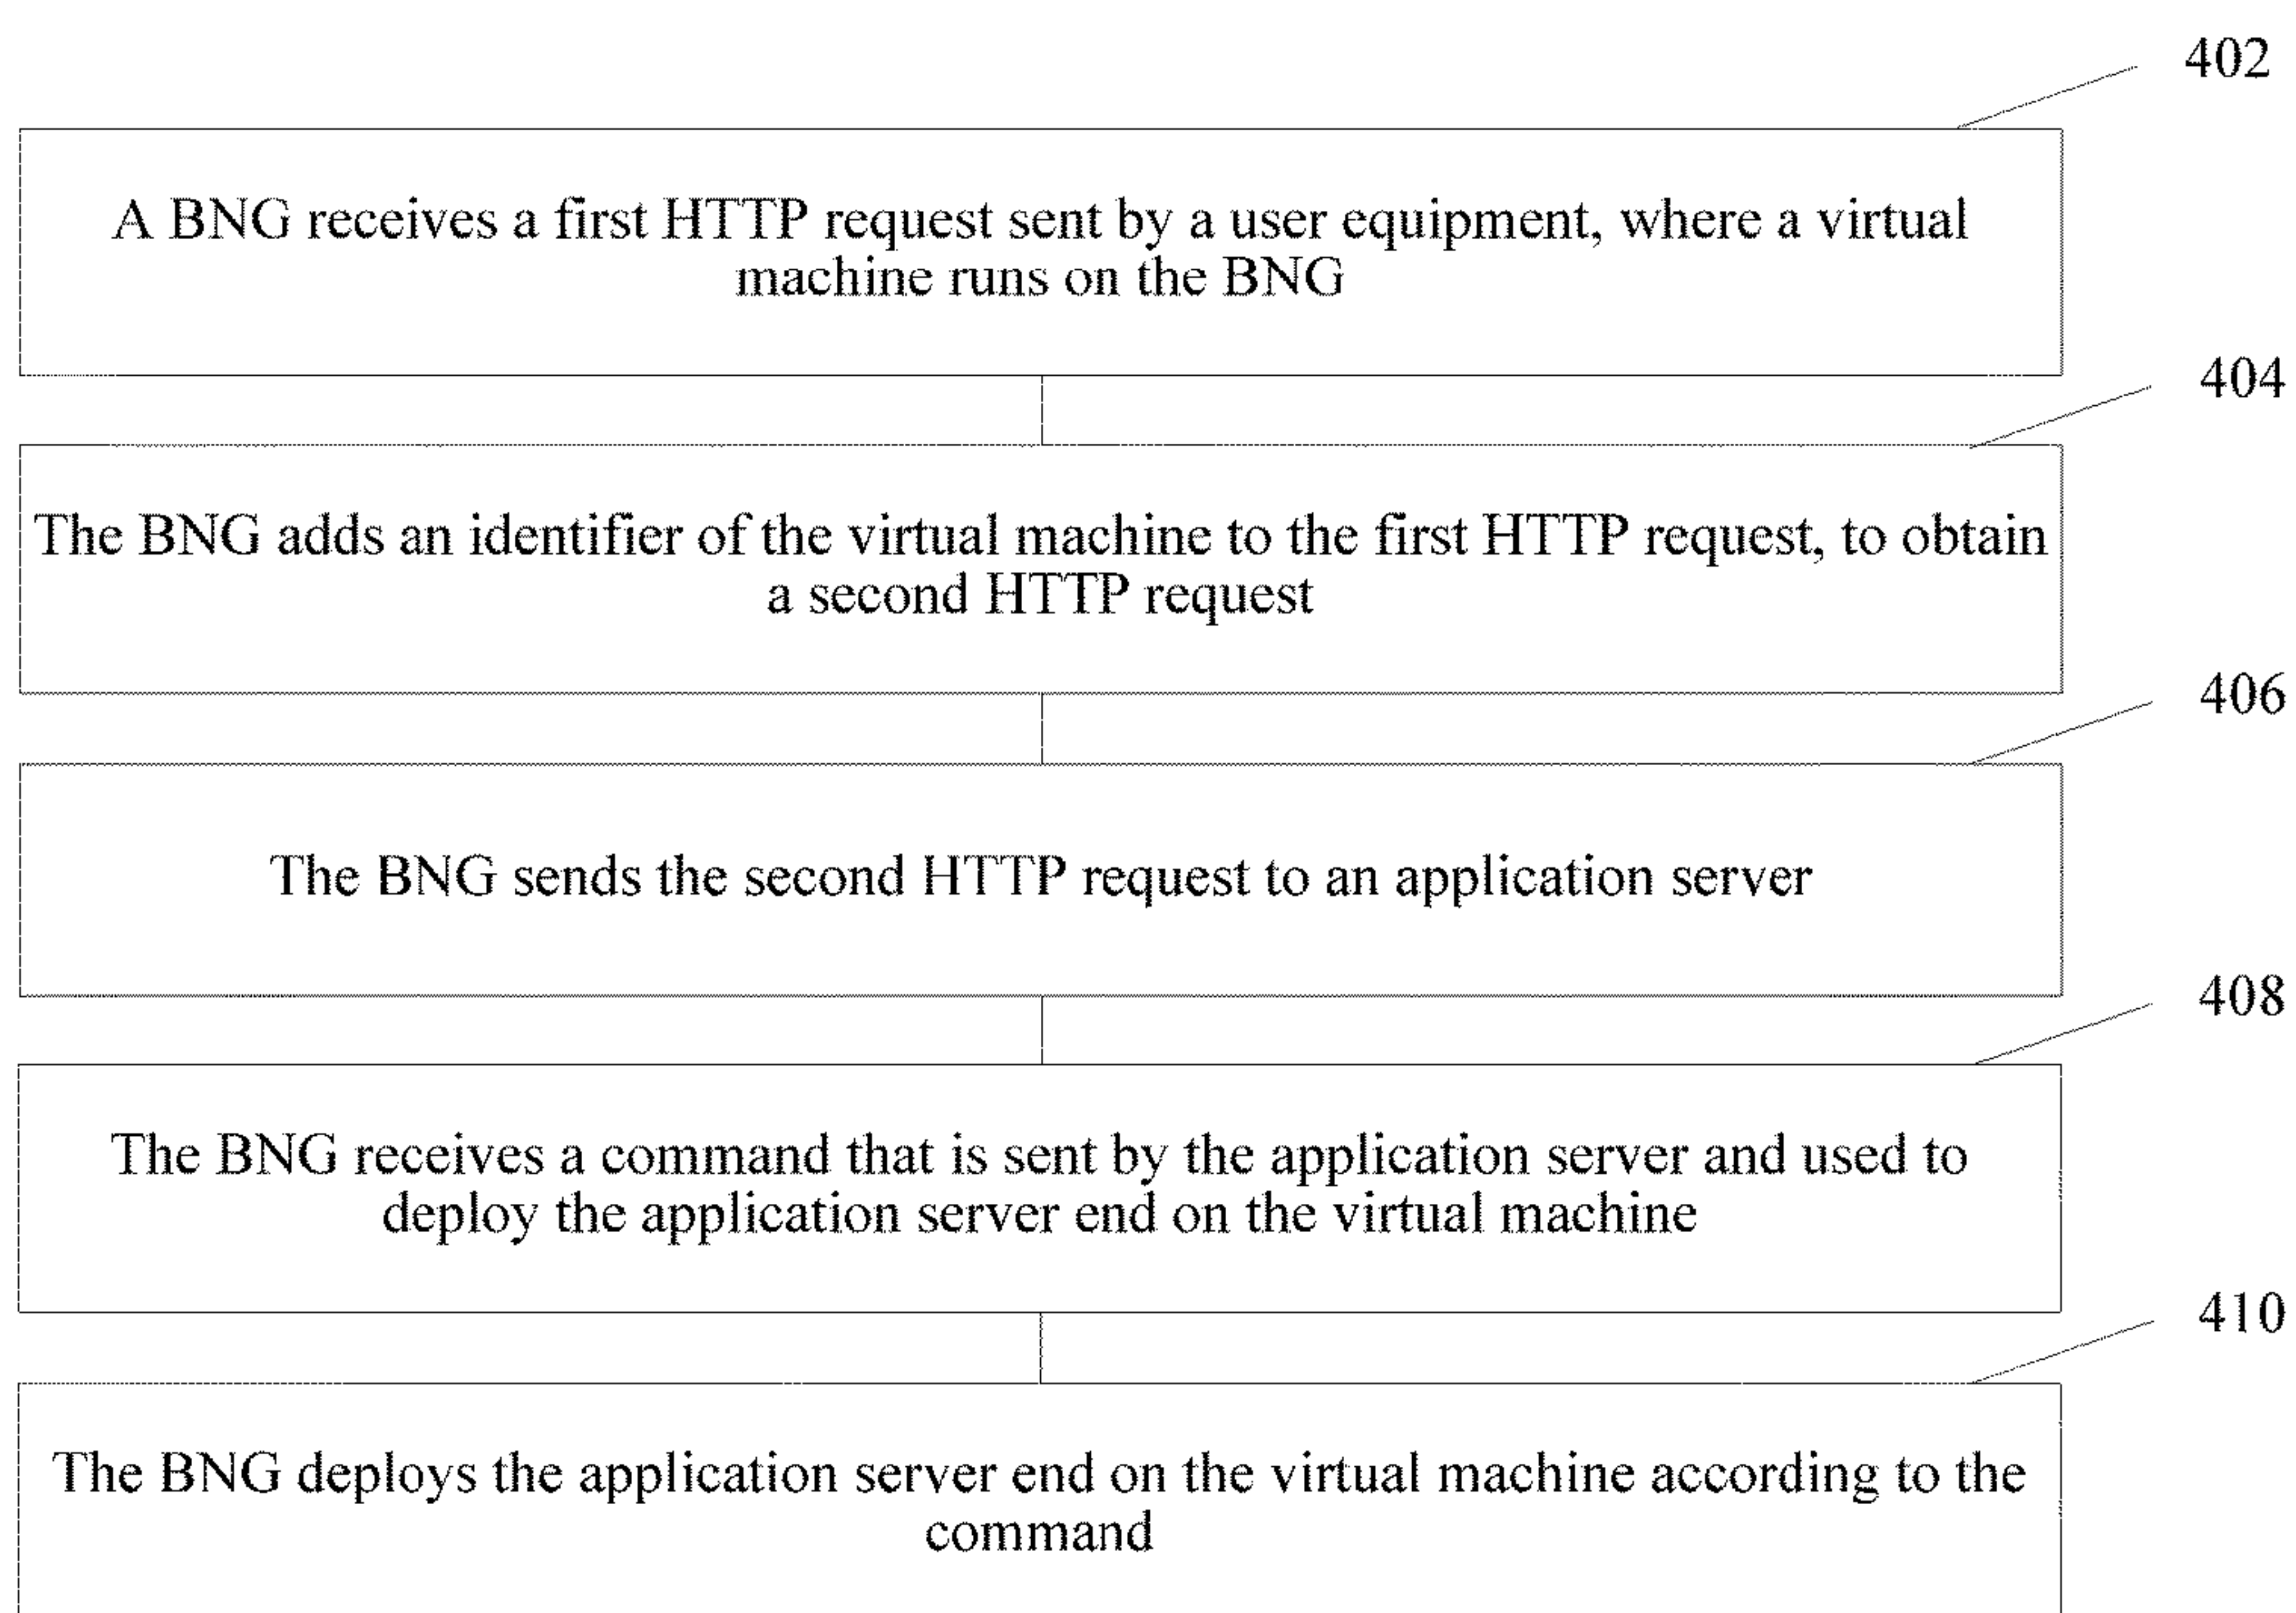 402
A BNG receives a first HTTP request sent by a user equipment, where a virtual
machine runs on the BNG
404
The BNG adds an identifier of the virtual machine to the first HTTP request, to obtain
a second HTTP request
406
The BNG sends the second HTTP request to an application server
408
The BNG receives a command that is sent by the application server and used to
deploy the application server end on the virtual machine
410
The BNG deploys the application server end on the virtual machine according to the
command